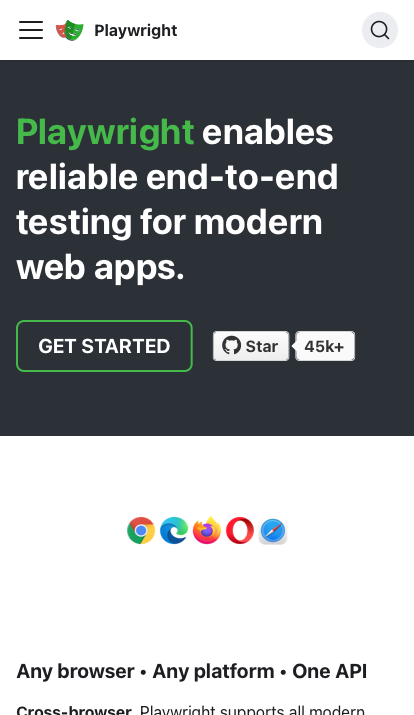 Playwright
Playwright enables
reliable end-to-end
testing for modern
web apps.
GET STARTED
Star
45k+
Any browser • Any platform • One API
Cross-browser. Playwright supports all modern